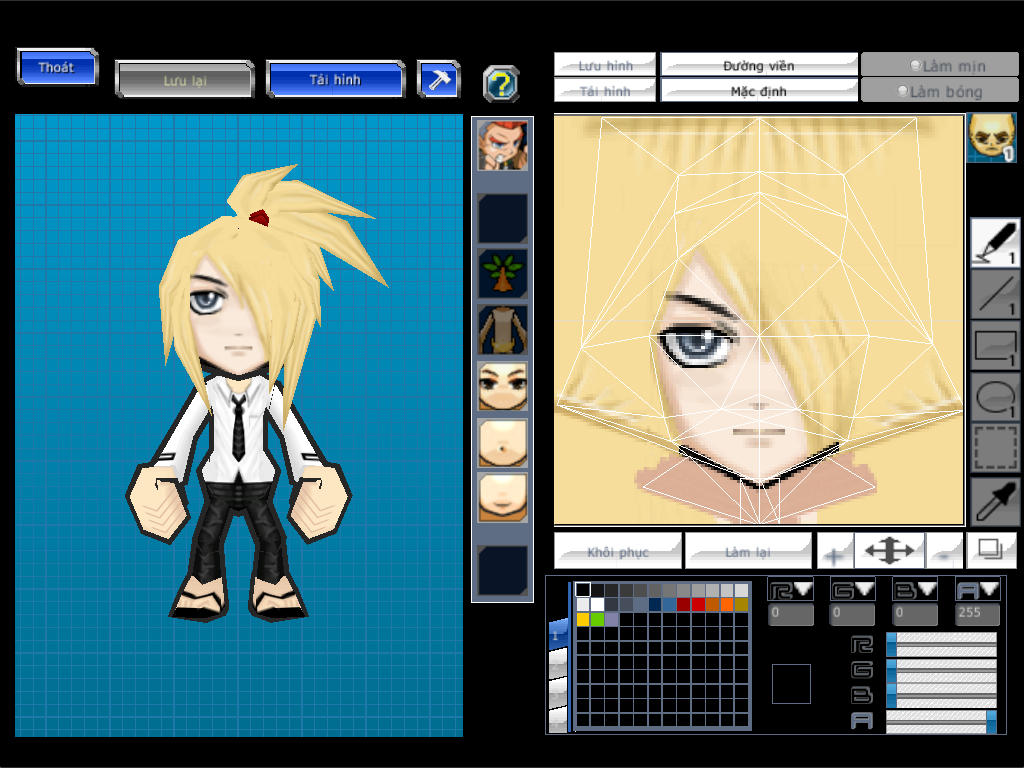 Thoát
Lưu lại
Tải hình
?
Lưu hình
Đường viền
Làm mịn
Tải hình
Mặc định
Làm bóng
1
1
1
1
1
Khôi phục
Làm lại
+
-
R
G
B
A
0
0
0
255
1
R
G
B
A